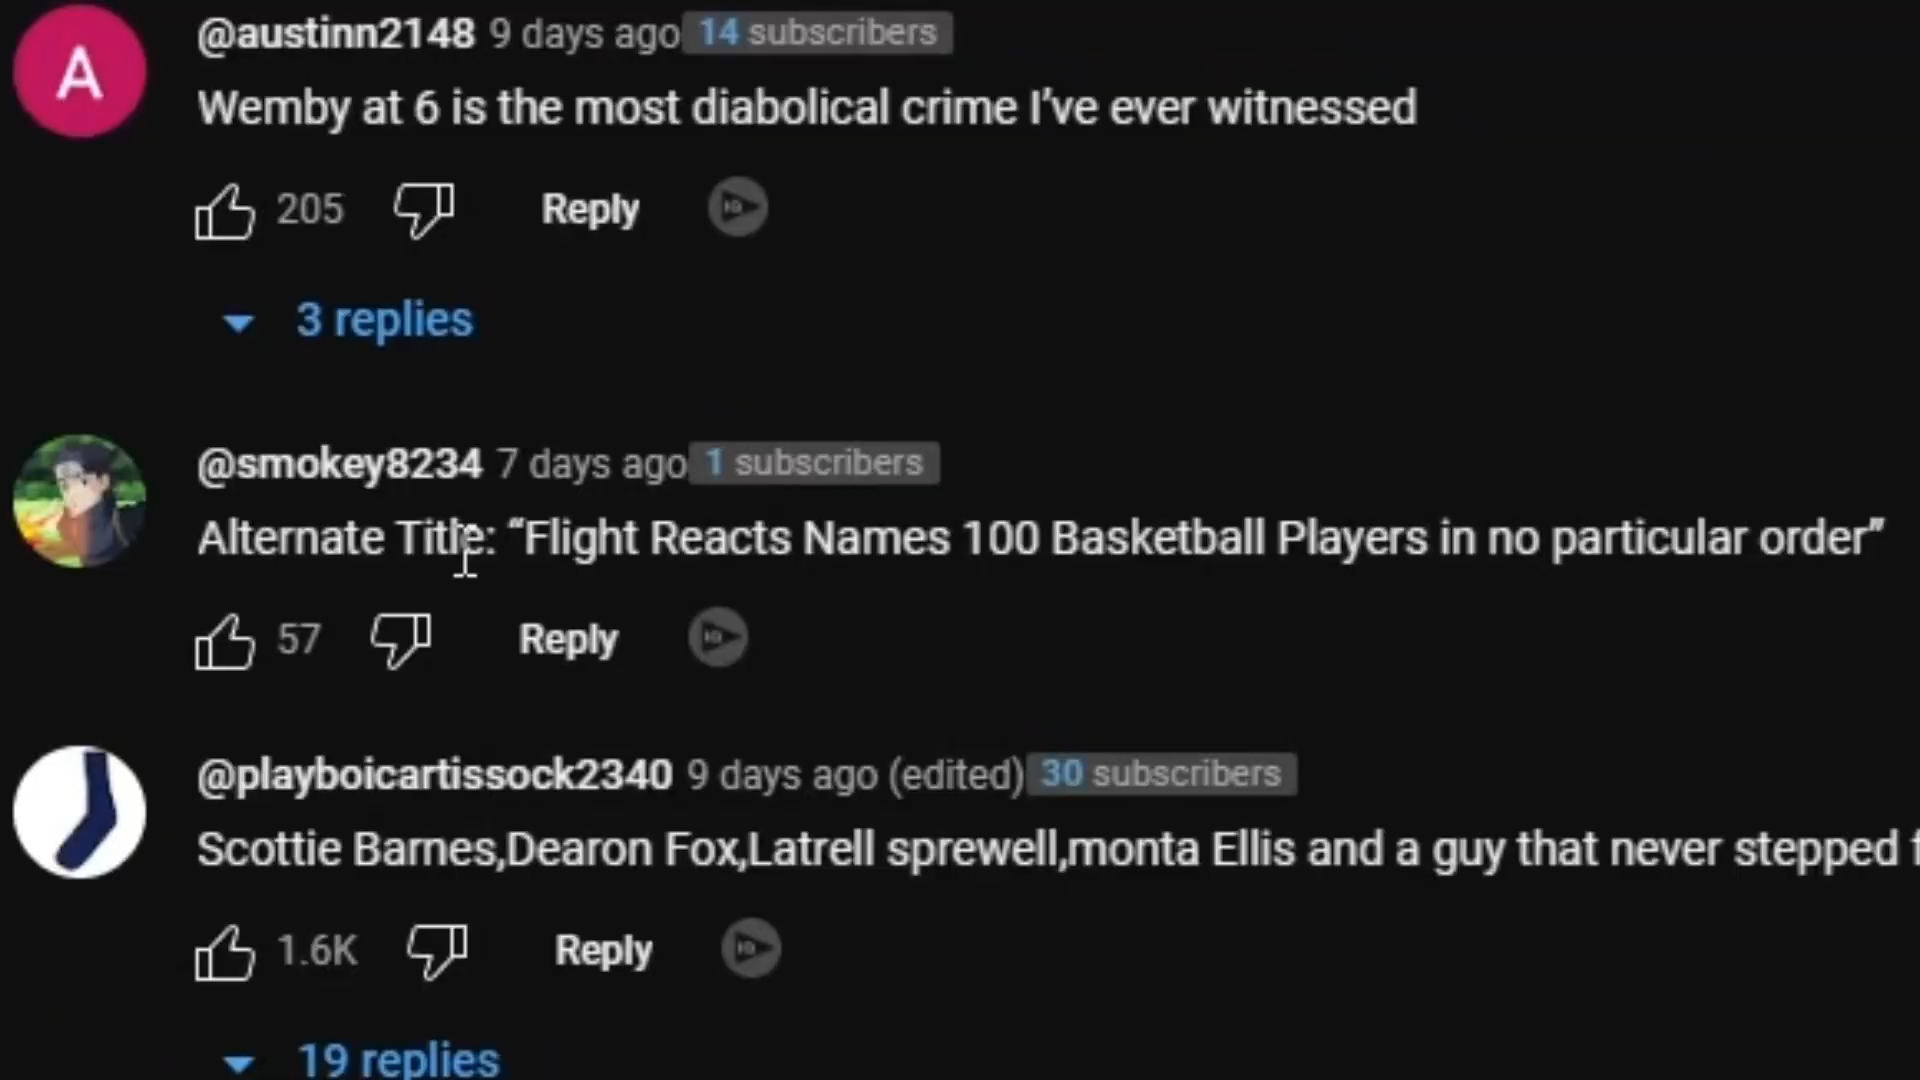 A
@austinn2148 9 days ago 14 subscribers
Wemby at 6 is the most diabolical crime I’ve ever witnessed
205 Reply
3 replies
@smokey8234 7 days ago 1 subscribers
Alternate Title: “Flight Reacts Names 100 Basketball Players in no particular order”
57 Reply
@playboicartissock2340 9 days ago (edited) 30 subscribers
Scottie Barnes,Dearon Fox,Latrell sprewell,monta Ellis and a guy that never stepped f
1.6K Reply
19 replies